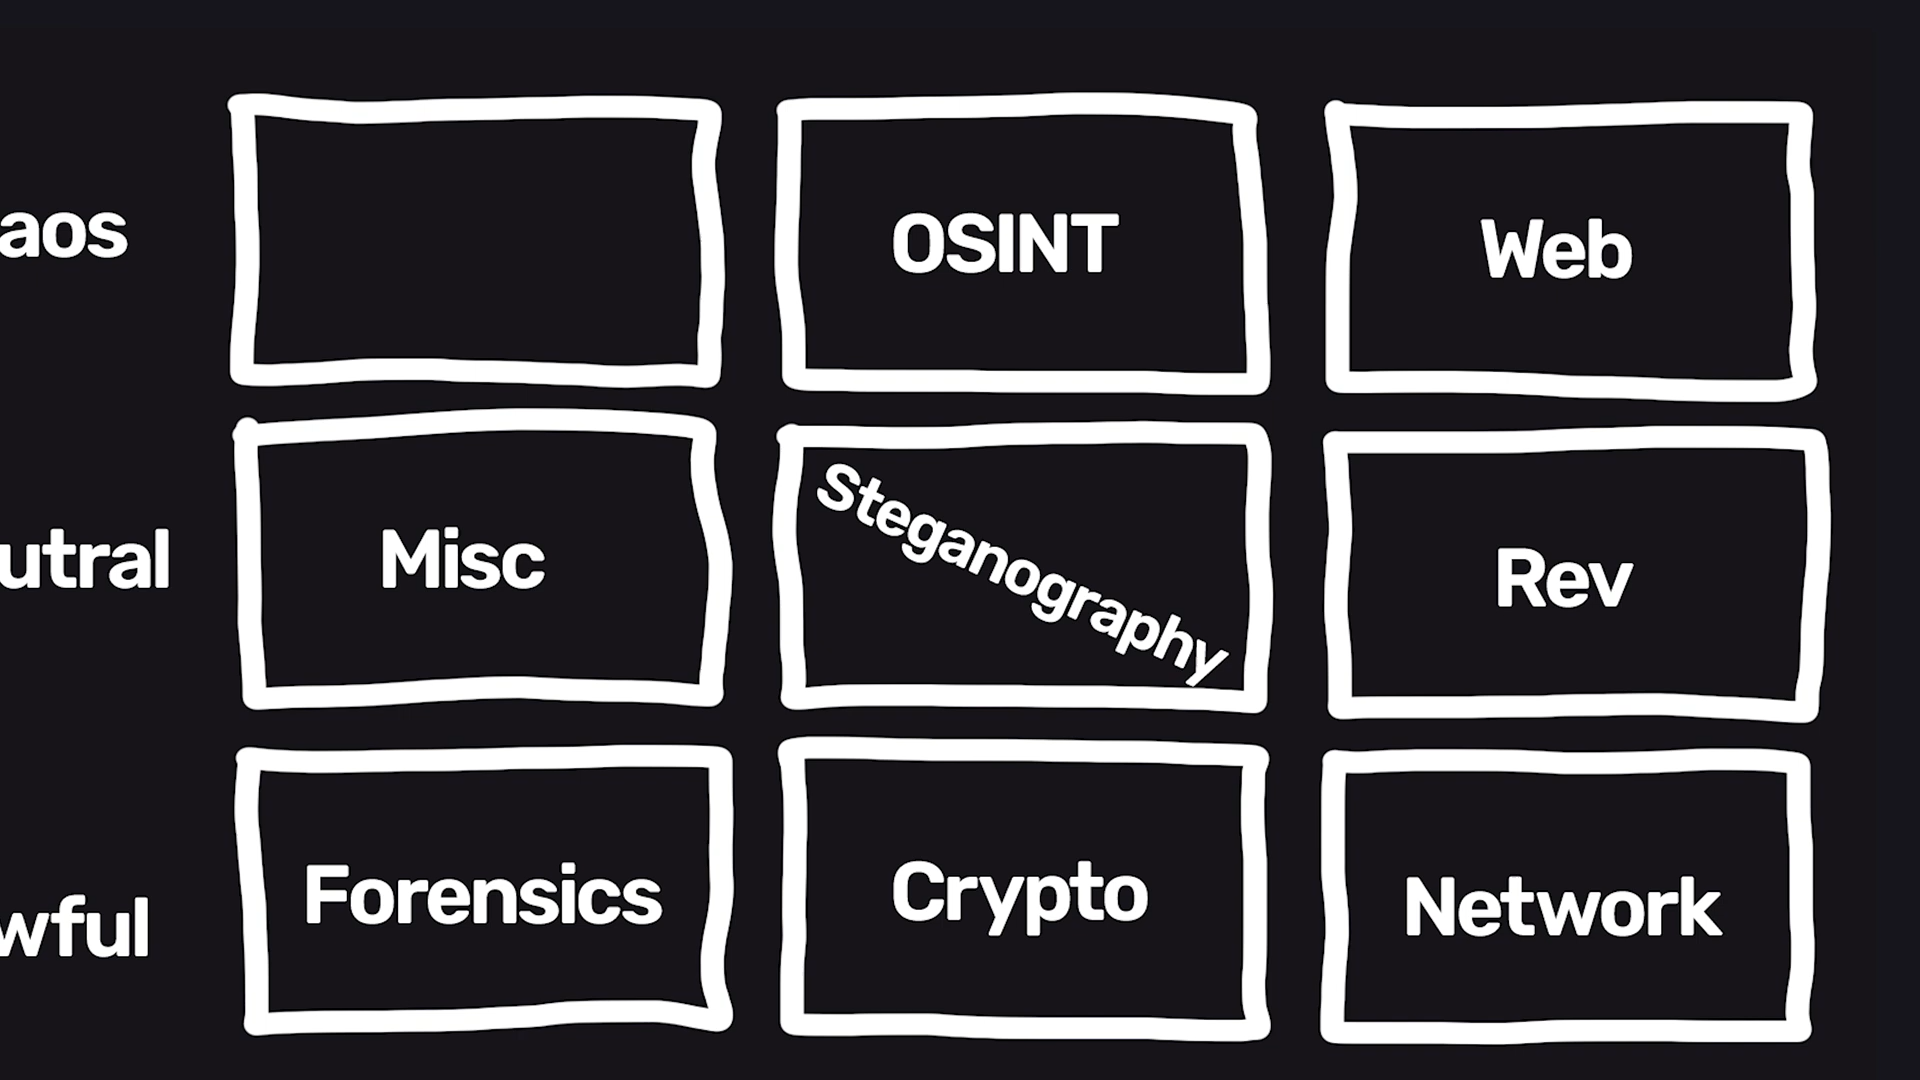 aos
OSINT
Web
utral
Misc
Steganography
Rev
wful
Forensics
Crypto
Network